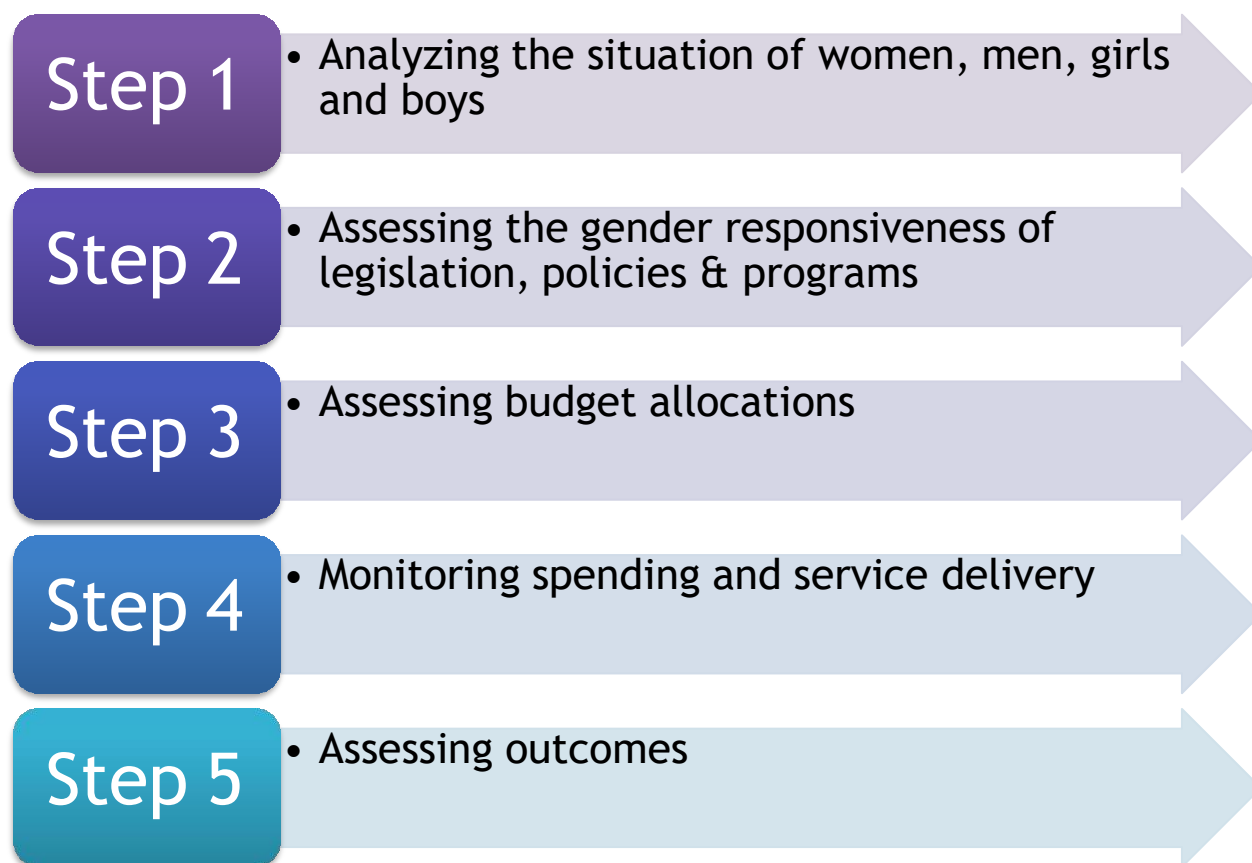 Step 1
• Analyzing the situation of women, men, girls
and boys
Step 2
• Assessing the gender responsiveness of
legislation, policies & programs
Step 3
• Assessing budget allocations
Step 4
• Monitoring spending and service delivery
Step 5
• Assessing outcomes